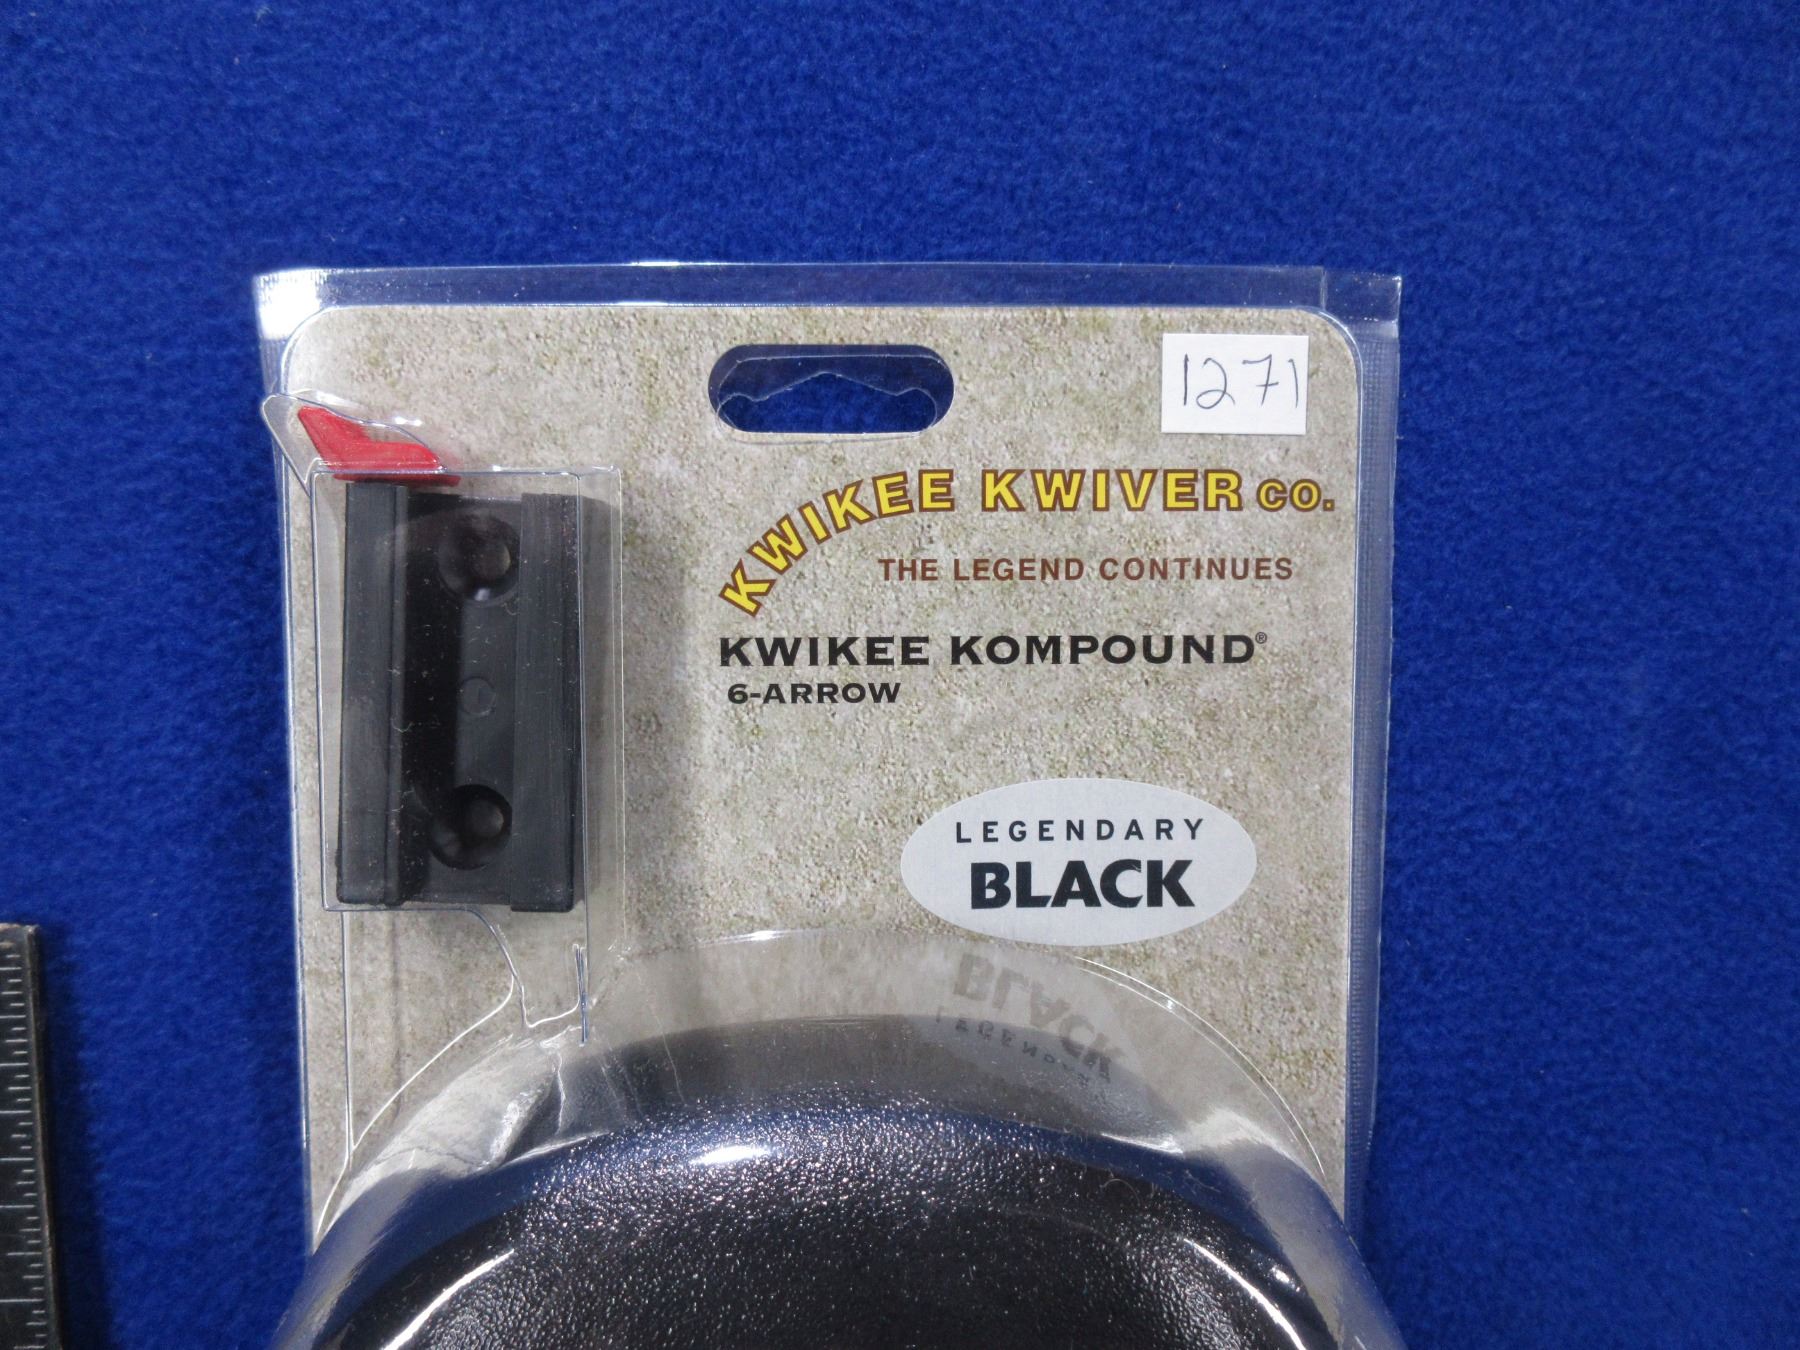 1271
KWIKEE KWIVER CO.
THE LEGEND CONTINUES
KWIKEE KOMPOUND®
6-ARROW
LEGENDARY
BLACK